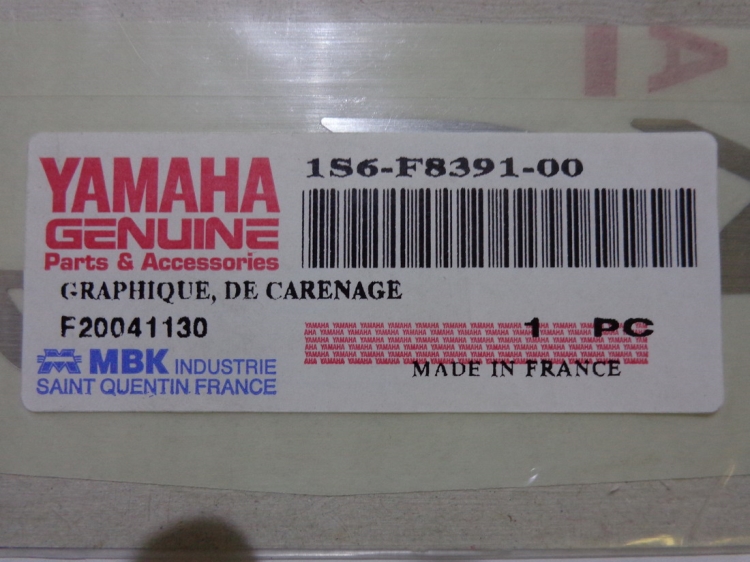 YAMAHA
GENUINE
Parts & Accessories
1S6-F8391-00
GRAPHIQUE, DE CARENAGE
F20041130
1 PC
MBK INDUSTRIE
SAINT QUENTIN FRANCE
MADE IN FRANCE